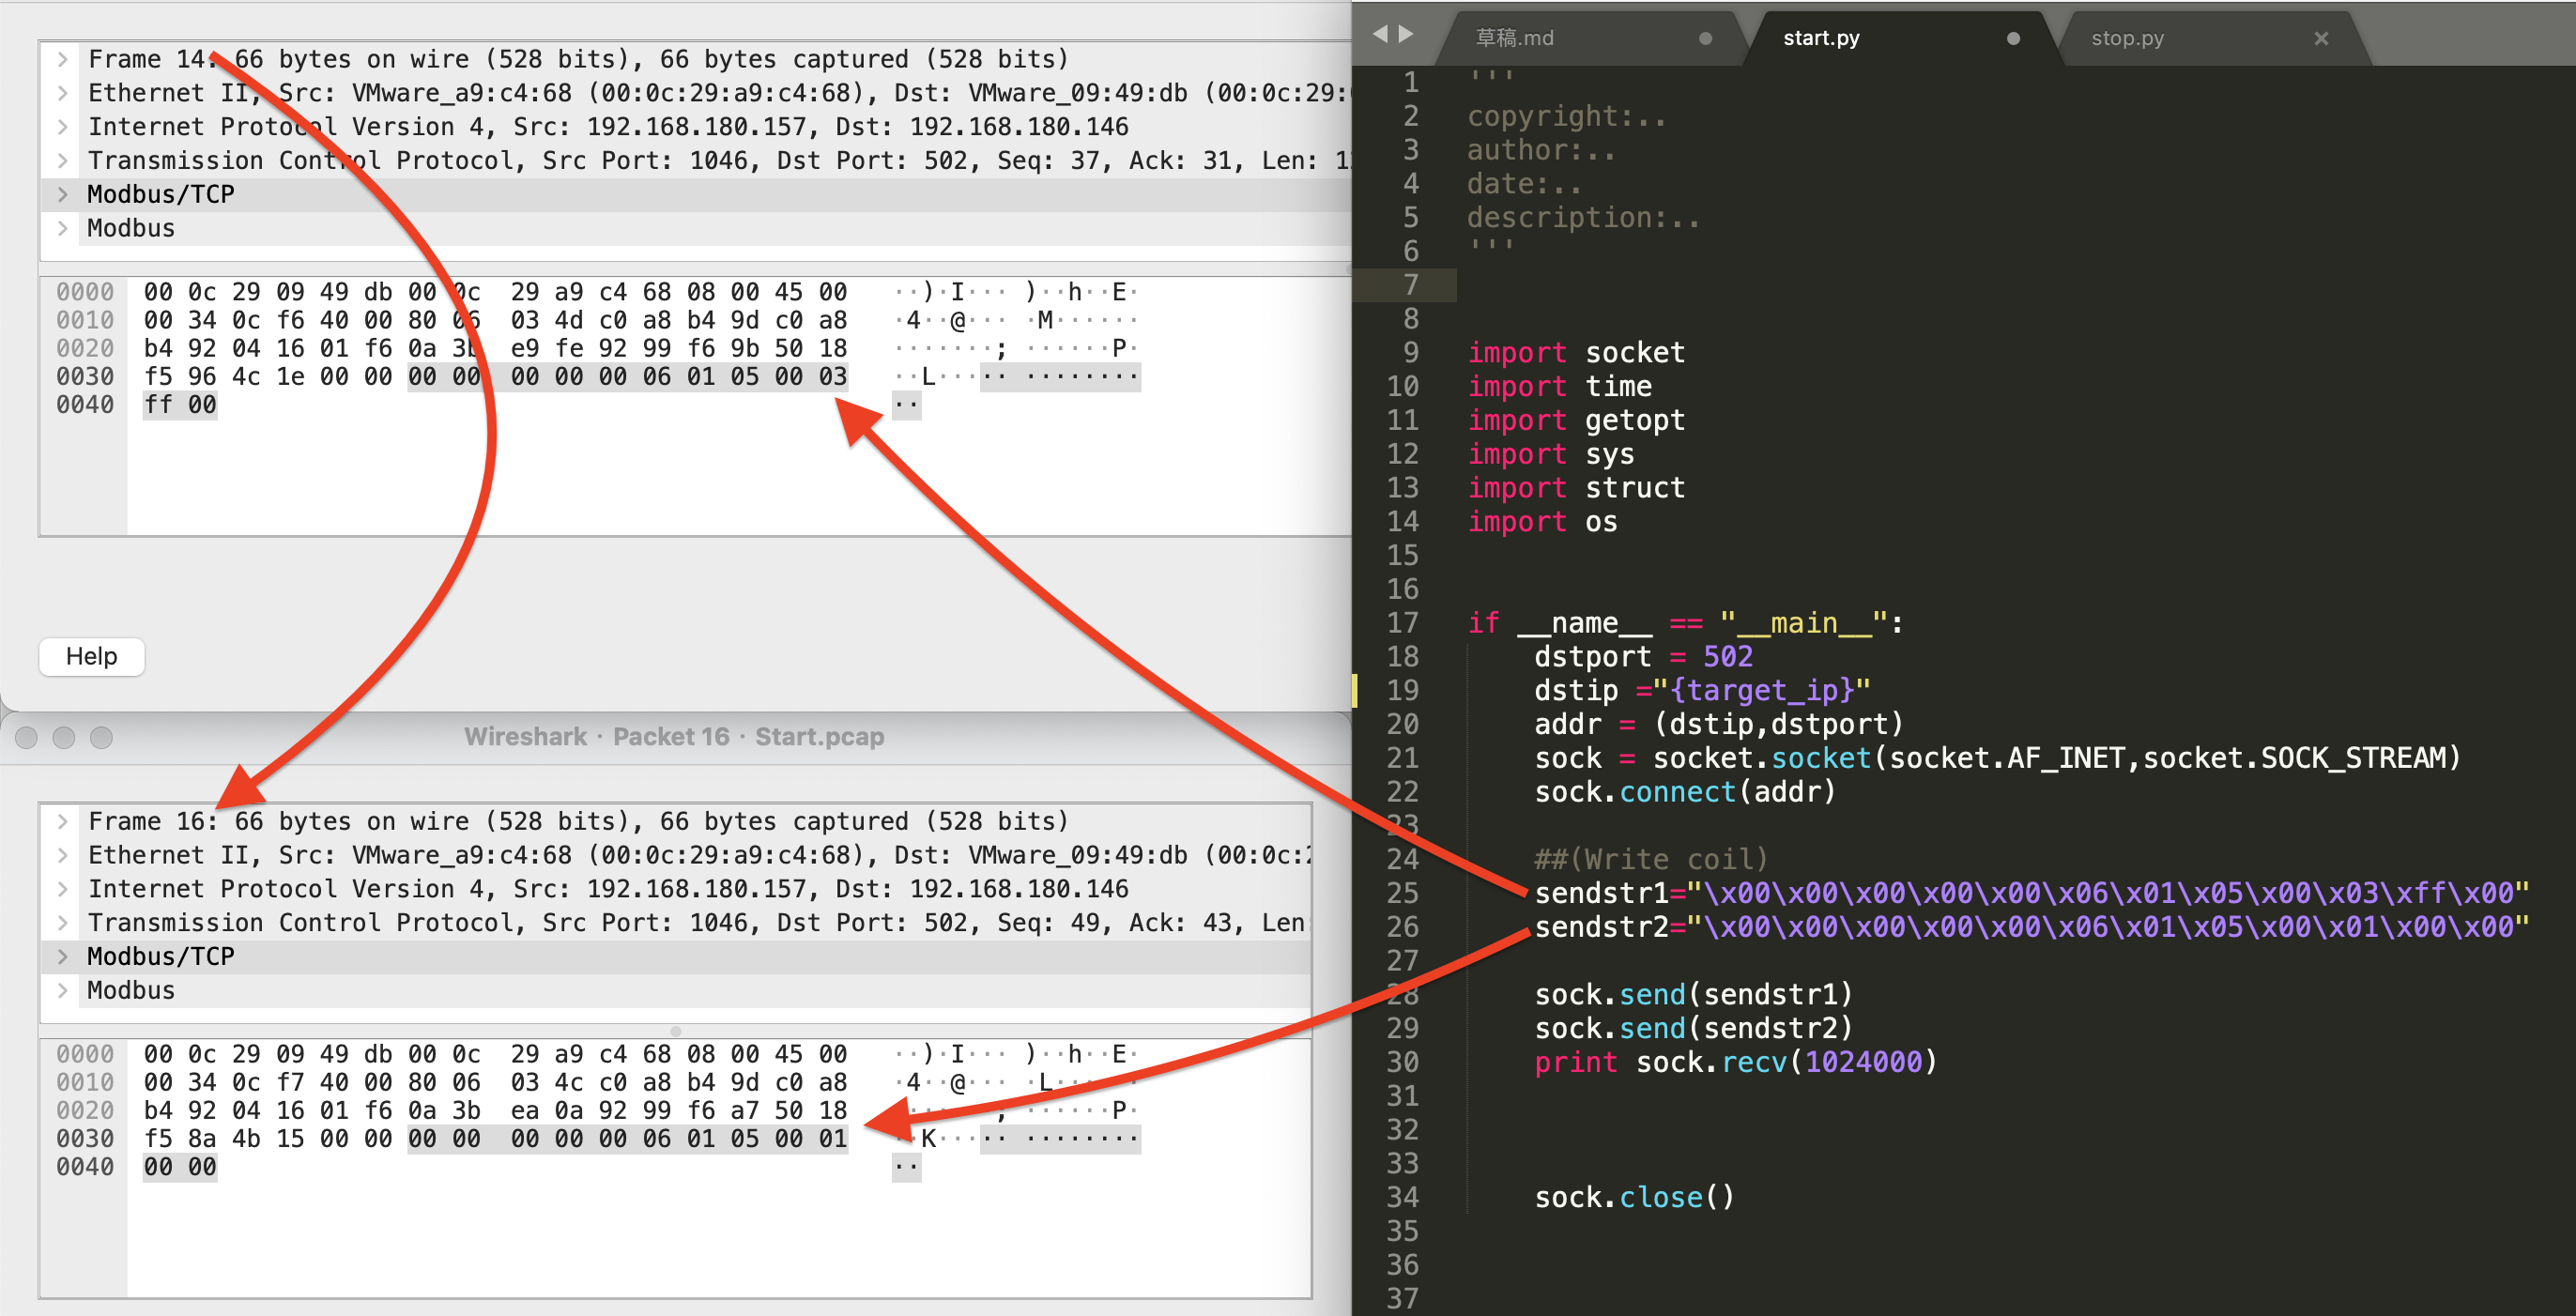 Frame 14: 66 bytes on wire (528 bits), 66 bytes captured (528 bits)
Ethernet II, Src: VMware_a9:c4:68 (00:0c:29:a9:c4:68), Dst: VMware_09:49:db (00:0c:29:
Internet Protocol Version 4, Src: 192.168.180.157, Dst: 192.168.180.146
Transmission Control Protocol, Src Port: 1046, Dst Port: 502, Seq: 37, Ack: 31, Len: 1
Modbus/TCP
Modbus
0000 00 0c 29 09 49 db 00 0c 29 a9 c4 68 08 00 45 00 ··)·I··· )··h··E·
0010 00 34 0c f6 40 00 80 06 03 4d c0 a8 b4 9d c0 a8 ·4··@··· ·M······
0020 b4 92 04 16 01 f6 0a 3b e9 fe 92 99 f6 9b 50 18 ·······; ······P·
0030 f5 96 4c 1e 00 00 00 00 00 00 00 06 01 05 00 03 ··L····· ········
0040 ff 00 ··
Help
Wireshark · Packet 16 · Start.pcap
Frame 16: 66 bytes on wire (528 bits), 66 bytes captured (528 bits)
Ethernet II, Src: VMware_a9:c4:68 (00:0c:29:a9:c4:68), Dst: VMware_09:49:db (00:0c:2
Internet Protocol Version 4, Src: 192.168.180.157, Dst: 192.168.180.146
Transmission Control Protocol, Src Port: 1046, Dst Port: 502, Seq: 49, Ack: 43, Len:
Modbus/TCP
Modbus
0000 00 0c 29 09 49 db 00 0c 29 a9 c4 68 08 00 45 00 ··)·I··· )··h··E·
0010 00 34 0c f7 40 00 80 06 03 4c c0 a8 b4 9d c0 a8 ·4··@··· ·L······
0020 b4 92 04 16 01 f6 0a 3b ea 0a 92 99 f6 a7 50 18 ·······; ······P·
0030 f5 8a 4b 15 00 00 00 00 00 00 00 06 01 05 00 01 ··K····· ········
0040 00 00 ··
草稿.md
start.py
stop.py
1 '''
2 copyright:..
3 author:..
4 date:..
5 description:..
6 '''
7
8
9 import socket
10 import time
11 import getopt
12 import sys
13 import struct
14 import os
15
16
17 if __name__ == "__main__":
18 dstport = 502
19 dstip ="{target_ip}"
20 addr = (dstip,dstport)
21 sock = socket.socket(socket.AF_INET,socket.SOCK_STREAM)
22 sock.connect(addr)
23
24 ##(Write coil)
25 sendstr1="\x00\x00\x00\x00\x00\x06\x01\x05\x00\x03\xff\x00"
26 sendstr2="\x00\x00\x00\x00\x00\x06\x01\x05\x00\x01\x00\x00"
27
28 sock.send(sendstr1)
29 sock.send(sendstr2)
30 print sock.recv(1024000)
31
32
33
34 sock.close()
35
36
37